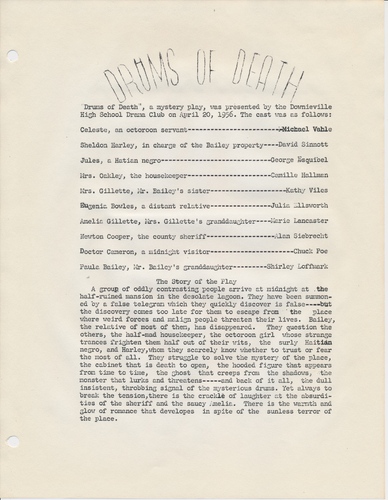 DRUMS OF DEATH
"Drums of Death", a mystery play, was presented by the Downieville
High School Drama Club on April 20, 1956. The cast was as follows:
Celeste, an octoroon servant-----------------------Michael Vahle
Sheldon Harley, in charge of the Bailey property----David Sinnott
Jules, a Hatian negro---------------------------George Esquibel
Mrs. Oakley, the housekeeper--------------------Camille Hallman
Mrs. Gillette, Mr. Bailey's sister-----------------Kathy Viles
Eugenia Bowles, a distant relative--------------Julia Ellsworth
Amelia Gillette, Mrs. Gillette's granddaughter----Marie Lancaster
Newton Cooper, the county sheriff----------------Alan Siebrecht
Doctor Cameron, a midnight visitor-------------------Chuck Poe
Paula Bailey, Mr. Bailey's granddaughter-------Shirley Loffmark
The Story of the Play
A group of oddly contrasting people arrive at midnight at the
half-ruined mansion in the desolate lagoon. They have been summon-
ed by a false telegram which they quickly discover is false----but
the discovery comes too late for them to escape from the place
where weird forces and malign people threaten their lives. Bailey,
the relative of most of them, has disappeared. They question the
others, the half-mad housekeeper, the octoroon girl whose strange
trances frighten them half out of their wits, the surly Haitian
negro, and Harley,whom they scarcely know whether to trust or fear
the most of all. They struggle to solve the mystery of the place,
the cabinet that is death to open, the hooded figure that appears
from time to time, the ghost that creeps from the shadows, the
monster that lurks and threatens-----and back of it all, the dull
insistent, throbbing signal of the mysterious drums. Yet always to
break the tension,there is the crackle of laughter at the absurdi-
ties of the sheriff and the saucy Amelia. There is the warmth and
glow of romance that develops in spite of the sunless terror of
the place.